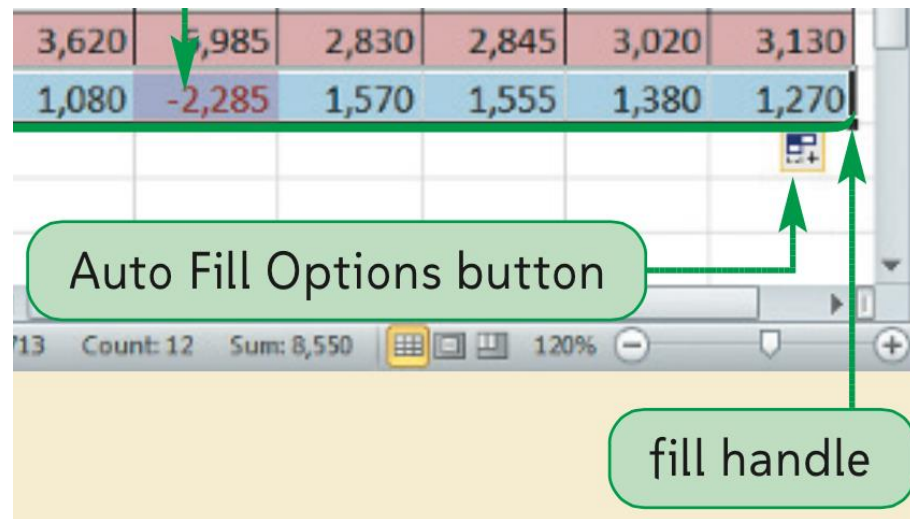 3,620 ,985 2,830 2,845 3,020 3,130
1,080 -2,285 1,570 1,555 1,380 1,270
Auto Fill Options button
713 Count: 12 Sum: 8,550 120%
fill handle